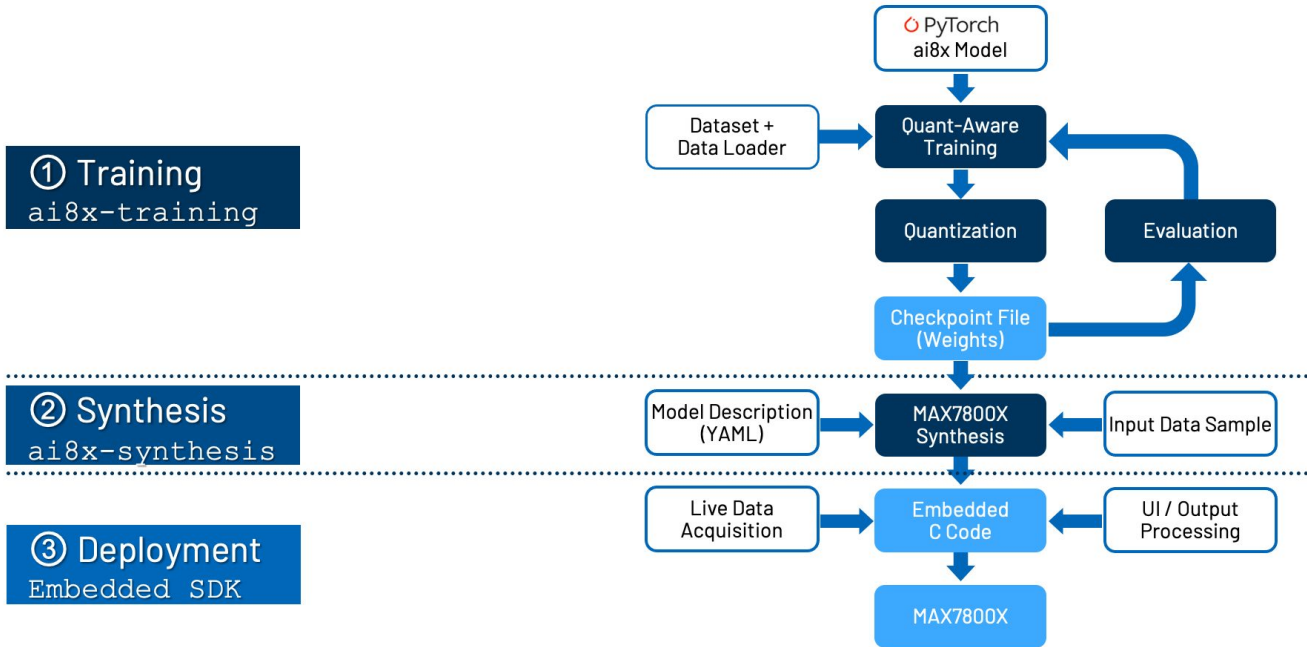 PyTorch
ai8x Model
Dataset +
Data Loader
Quant-Aware
Training
① Training
ai8x-training
Quantization
Evaluation
Checkpoint File
(Weights)
② Synthesis
ai8x-synthesis
Model Description
(YAML)
MAX7800X
Synthesis
Input Data Sample
③ Deployment
Embedded SDK
Live Data
Acquisition
Embedded
C Code
UI / Output
Processing
MAX7800X